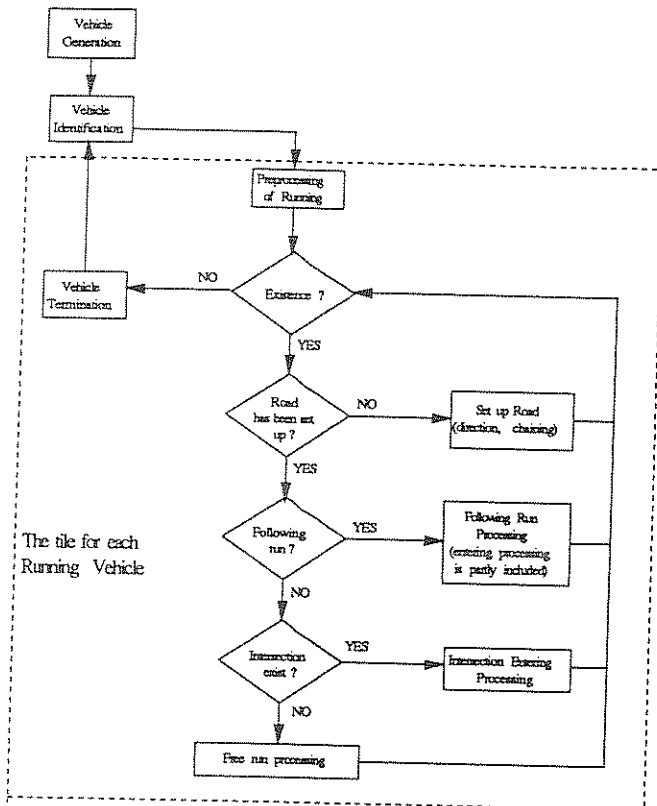 Vehicle
Generation
Vehicle
Identification
Preprocessing
of Running
NO
Vehicle
Termination
Existence ?
YES
Road
has been set
up ?
NO
Set up Road
(direction, chaining)
YES
Following
run ?
YES
Following Run
Processing
(entering processing
is partly included)
The tile for each
Running Vehicle
NO
Intersection
exist ?
YES
Intersection Entering
Processing
NO
Free run processing